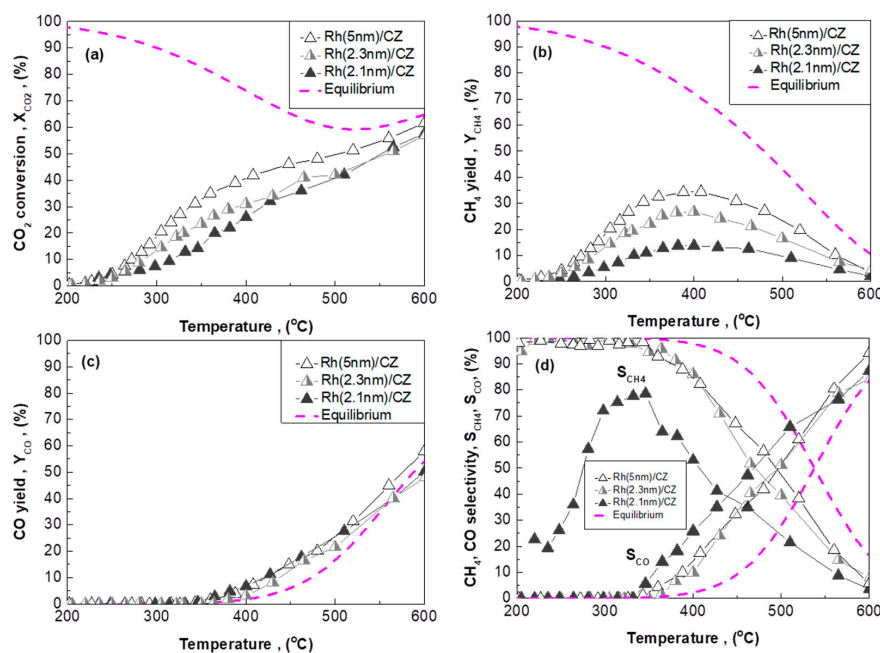 (a)
Rh(5nm)/CZ
Rh(2.3nm)/CZ
Rh(2.1nm)/CZ
Equilibrium
CO2 conversion , XCO2, (%)
100
90
80
70
60
50
40
30
20
10
0
200 300 400 500 600
Temperature , (oC)
(b)
Rh(5nm)/CZ
Rh(2.3nm)/CZ
Rh(2.1nm)/CZ
Equilibrium
CH4 yield , YCH4, (%)
100
90
80
70
60
50
40
30
20
10
0
200 300 400 500 600
Temperature , (oC)
(c)
Rh(5nm)/CZ
Rh(2.3nm)/CZ
Rh(2.1nm)/CZ
Equilibrium
CO yield, YCO, (%)
100
90
80
70
60
50
40
30
20
10
0
200 300 400 500 600
Temperature , (oC)
(d)
SCH4
Rh(5nm)/CZ
Rh(2.3nm)/CZ
Rh(2.1nm)/CZ
Equilibrium
SCO
CH4, CO selectivity, SCH4, SCO, (%)
100
90
80
70
60
50
40
30
20
10
0
200 300 400 500 600
Temperature , (oC)